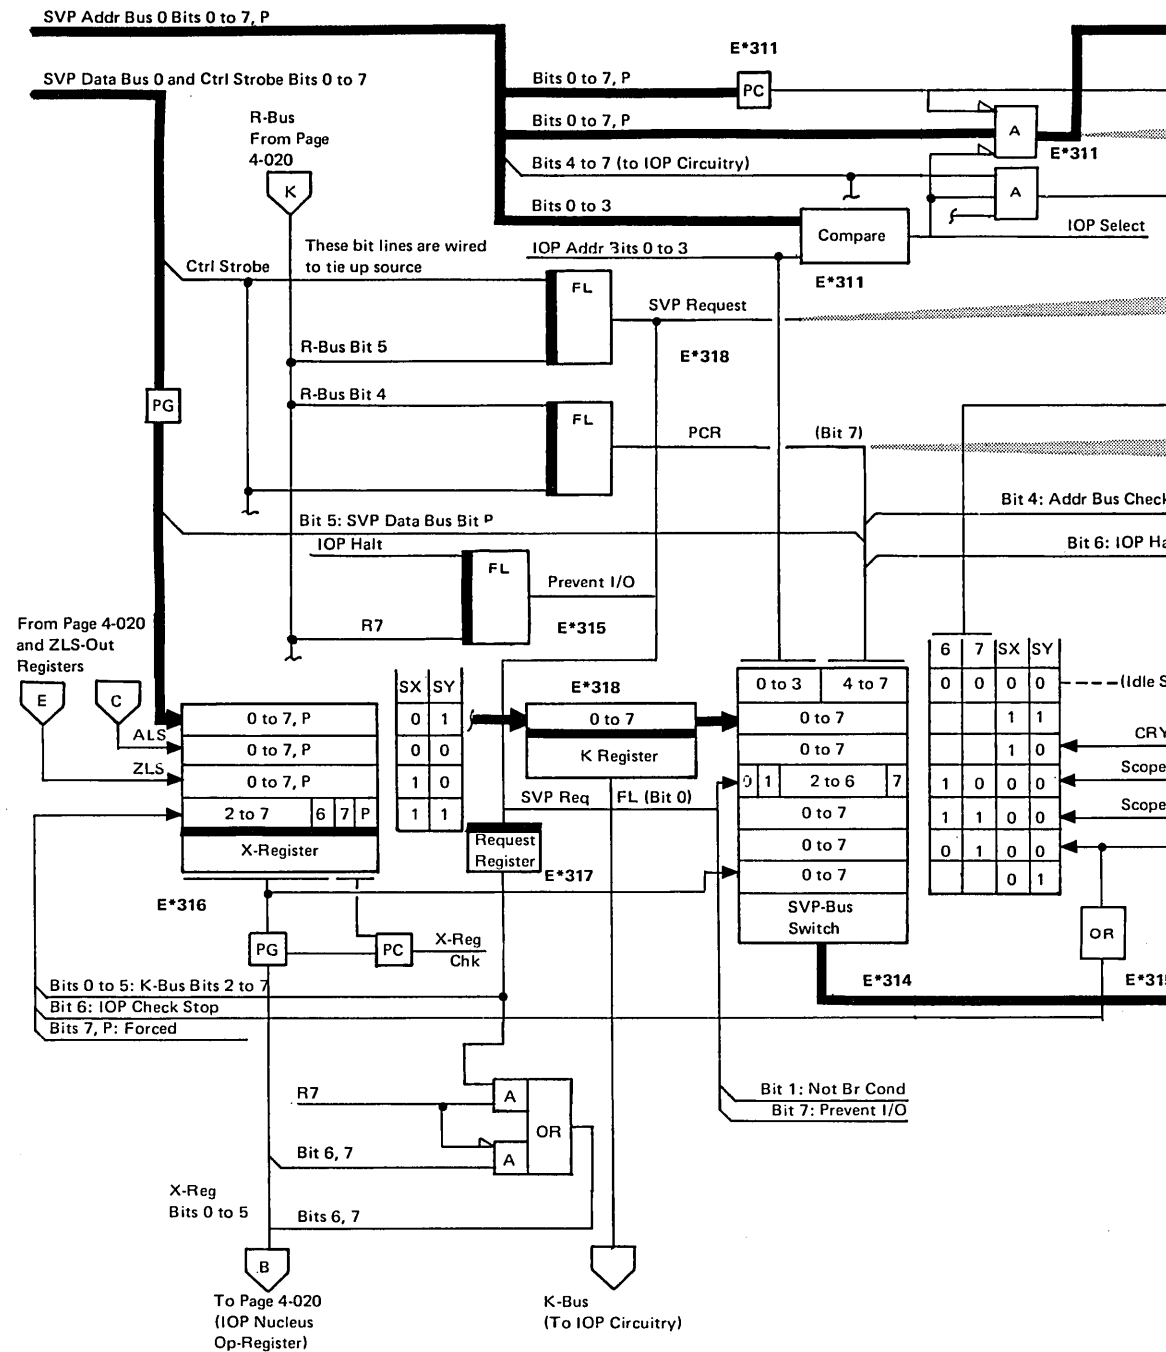 SVP Addr Bus 0 Bits 0 to 7, P
E*311
SVP Data Bus 0 and Ctrl Strobe Bits 0 to 7
Bits 0 to 7, P
PC
R-Bus
From Page
4-020
K
Bits 0 to 7, P
A
E*311
Bits 4 to 7 (to IOP Circuitry)
A
Bits 0 to 3
Compare
IOP Select
These bit lines are wired
to tie up source
IOP Addr Bits 0 to 3
Ctrl Strobe
E*311
FL
SVP Request
R-Bus Bit 5
E*318
PG
R-Bus Bit 4
FL
PCR
(Bit 7)
Bit 4: Addr Bus Check
Bit 5: SVP Data Bus Bit P
IOP Halt
Bit 6: IOP Ha
FL
Prevent I/O
From Page 4-020
and ZLS-Out
Registers
R7
E*315
6 7 SX SY
E
C
SX SY
E*318
0 to 3
4 to 7
0 0 0 0
(Idle S
0 to 7, P
0 1
0 to 7
0 to 7
1 1
ALS
0 to 7, P
0 0
K Register
0 to 7
1 0
CRY
ZLS
0 to 7, P
1 0
0 1
2 to 6
7
1 0 0 0
Scope
2 to 7
6 7 P
1 1
SVP Req
FL (Bit 0)
0 to 7
1 1 0 0
Scope
X-Register
Request
Register
0 to 7
0 1 0 0
E*317
0 to 7
0 1
E*316
SVP-Bus
Switch
OR
PG
PC
X-Reg
Chk
E*314
E*315
Bits 0 to 5: K-Bus Bits 2 to 7
Bit 6: IOP Check Stop
Bits 7, P: Forced
R7
A
OR
Bit 1: Not Br Cond
Bit 7: Prevent I/O
Bit 6, 7
A
X-Reg
Bits 0 to 5
Bits 6, 7
B
To Page 4-020
(IOP Nucleus
Op-Register)
K-Bus
(To IOP Circuitry)